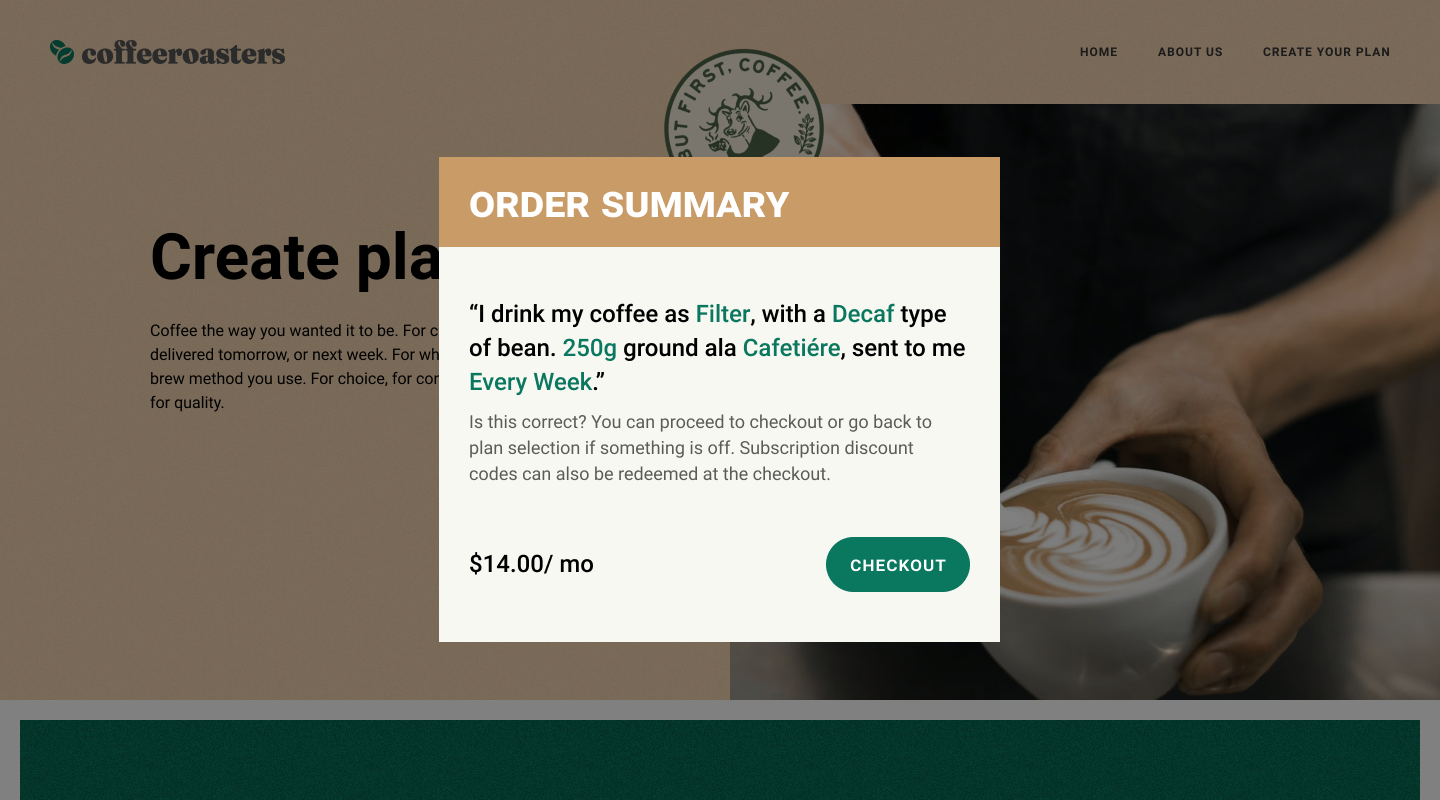 coffeeroasters
HOME ABOUT US CREATE YOUR PLAN
BUT FIRST, COFFEE.
Create pla
Coffee the way you wanted it to be. For c
delivered tomorrow, or next week. For wh
brew method you use. For choice, for con
for quality.
ORDER SUMMARY
“I drink my coffee as Filter, with a Decaf type
of bean. 250g ground ala Cafetiére, sent to me
Every Week.”
Is this correct? You can proceed to checkout or go back to
plan selection if something is off. Subscription discount
codes can also be redeemed at the checkout.
$14.00/ mo
CHECKOUT